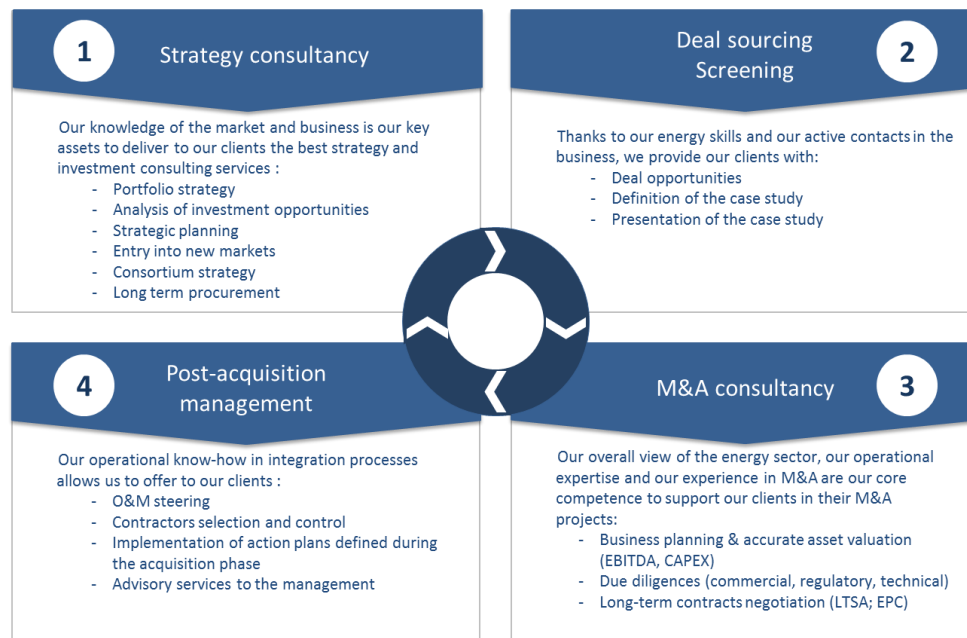 1
Strategy consultancy
Our knowledge of the market and business is our key
assets to deliver to our clients the best strategy and
investment consulting services :
- Portfolio strategy
- Analysis of investment opportunities
- Strategic planning
- Entry into new markets
- Consortium strategy
- Long term procurement
Deal sourcing
Screening
2
Thanks to our energy skills and our active contacts in the
business, we provide our clients with:
- Deal opportunities
- Definition of the case study
- Presentation of the case study
4
Post-acquisition
management
Our operational know-how in integration processes
allows us to offer to our clients :
- O&M steering
- Contractors selection and control
- Implementation of action plans defined during
the acquisition phase
- Advisory services to the management
M&A consultancy
3
Our overall view of the energy sector, our operational
expertise and our experience in M&A are our core
competence to support our clients in their M&A
projects:
- Business planning & accurate asset valuation
(EBITDA, CAPEX)
- Due diligences (commercial, regulatory, technical)
- Long-term contracts negotiation (LTSA; EPC)